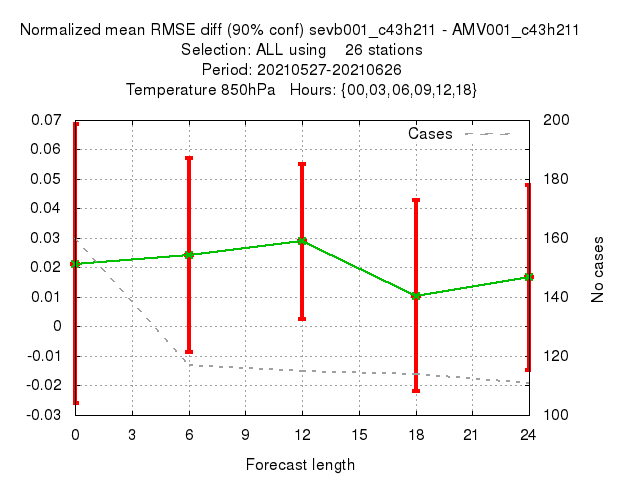 Normalized mean RMSE diff (90% conf) sevb001_c43h211 - AMV001_c43h211
Selection: ALL using    26 stations
Period: 20210527-20210626
Temperature 850hPa   Hours: {00,03,06,09,12,18}
Cases
0.07
0.06
0.05
0.04
0.03
0.02
0.01
0
-0.01
-0.02
-0.03
200
180
160
140
120
100
No cases
0 3 6 9 12 15 18 21 24
Forecast length